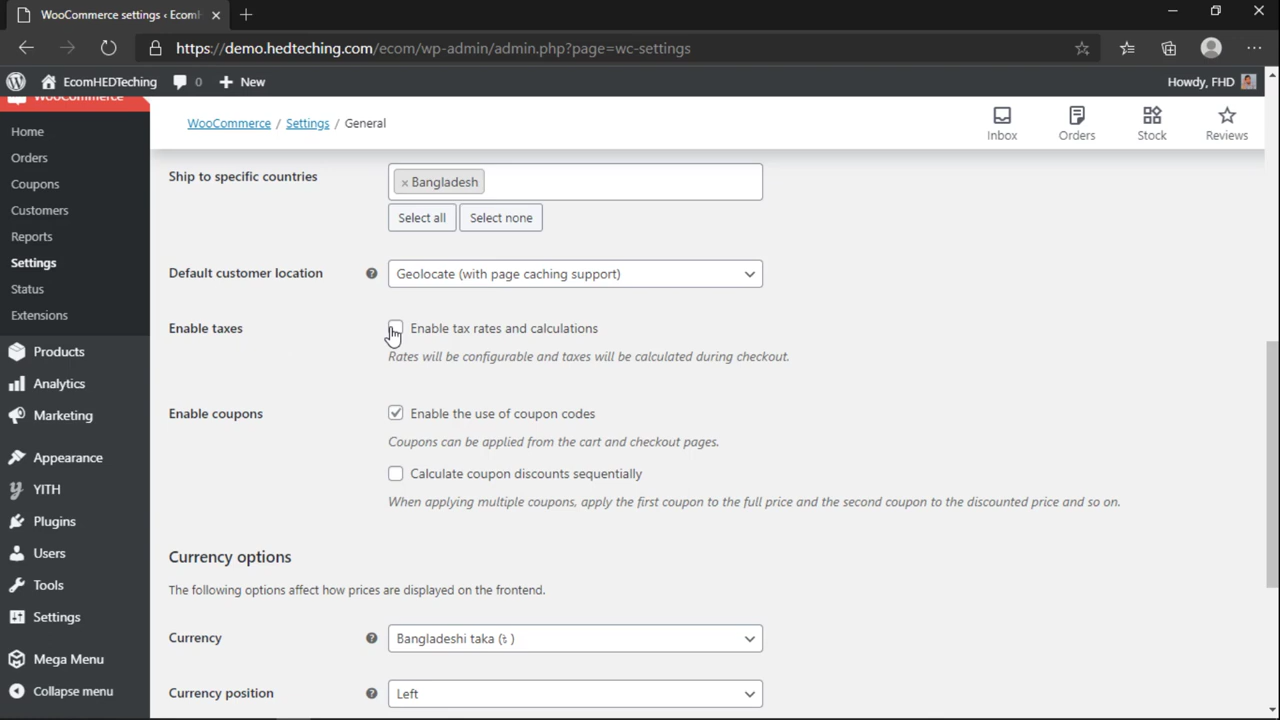 WooCommerce settings ‹ Ecom
https://demo.hedteching.com/ecom/wp-admin/admin.php?page=wc-settings
EcomHEDTeching 0 New Howdy, FHD
WooCommerce
Home
Orders
Coupons
Customers
Reports
Settings
Status
Extensions
Products
Analytics
Marketing
Appearance
YITH
Plugins
Users
Tools
Settings
Mega Menu
Collapse menu
WooCommerce / Settings / General
Inbox Orders Stock Reviews
Ship to specific countries × Bangladesh
Select all Select none
Default customer location Geolocate (with page caching support)
Enable taxes Enable tax rates and calculations
Rates will be configurable and taxes will be calculated during checkout.
Enable coupons Enable the use of coupon codes
Coupons can be applied from the cart and checkout pages.
Calculate coupon discounts sequentially
When applying multiple coupons, apply the first coupon to the full price and the second coupon to the discounted price and so on.
Currency options
The following options affect how prices are displayed on the frontend.
Currency Bangladeshi taka (৳ )
Currency position Left